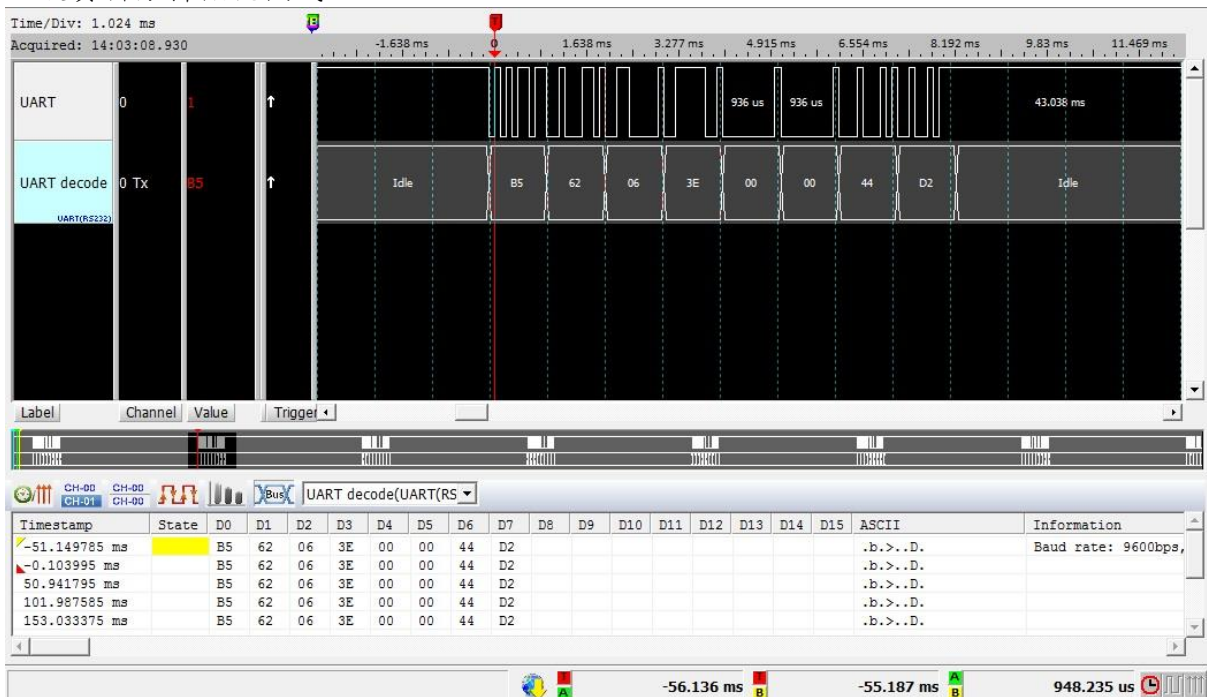 Time/Div: 1.024 ms
B T
Acquired: 14:03:08.930
-1.638 ms 0 1.638 ms 3.277 ms 4.915 ms 6.554 ms 8.192 ms 9.83 ms 11.469 ms
UART 0 1 936 us 936 us 43.038 ms
UART decode 0 Tx B5 Idle B5 62 06 3E 00 00 44 D2 Idle
UART(RS232)
Label Channel Value Trigger
CH-00 CH-00
CH-01 CH-00
Bus UART decode(UART(RS
Timestamp State D0 D1 D2 D3 D4 D5 D6 D7 D8 D9 D10 D11 D12 D13 D14 D15 ASCII Information
-51.149785 ms B5 62 06 3E 00 00 44 D2 .b.>..D. Baud rate: 9600bps,
-0.103995 ms B5 62 06 3E 00 00 44 D2 .b.>..D.
50.941795 ms B5 62 06 3E 00 00 44 D2 .b.>..D.
101.987585 ms B5 62 06 3E 00 00 44 D2 .b.>..D.
153.033375 ms B5 62 06 3E 00 00 44 D2 .b.>..D.
T A -56.136 ms T B -55.187 ms A B 948.235 us